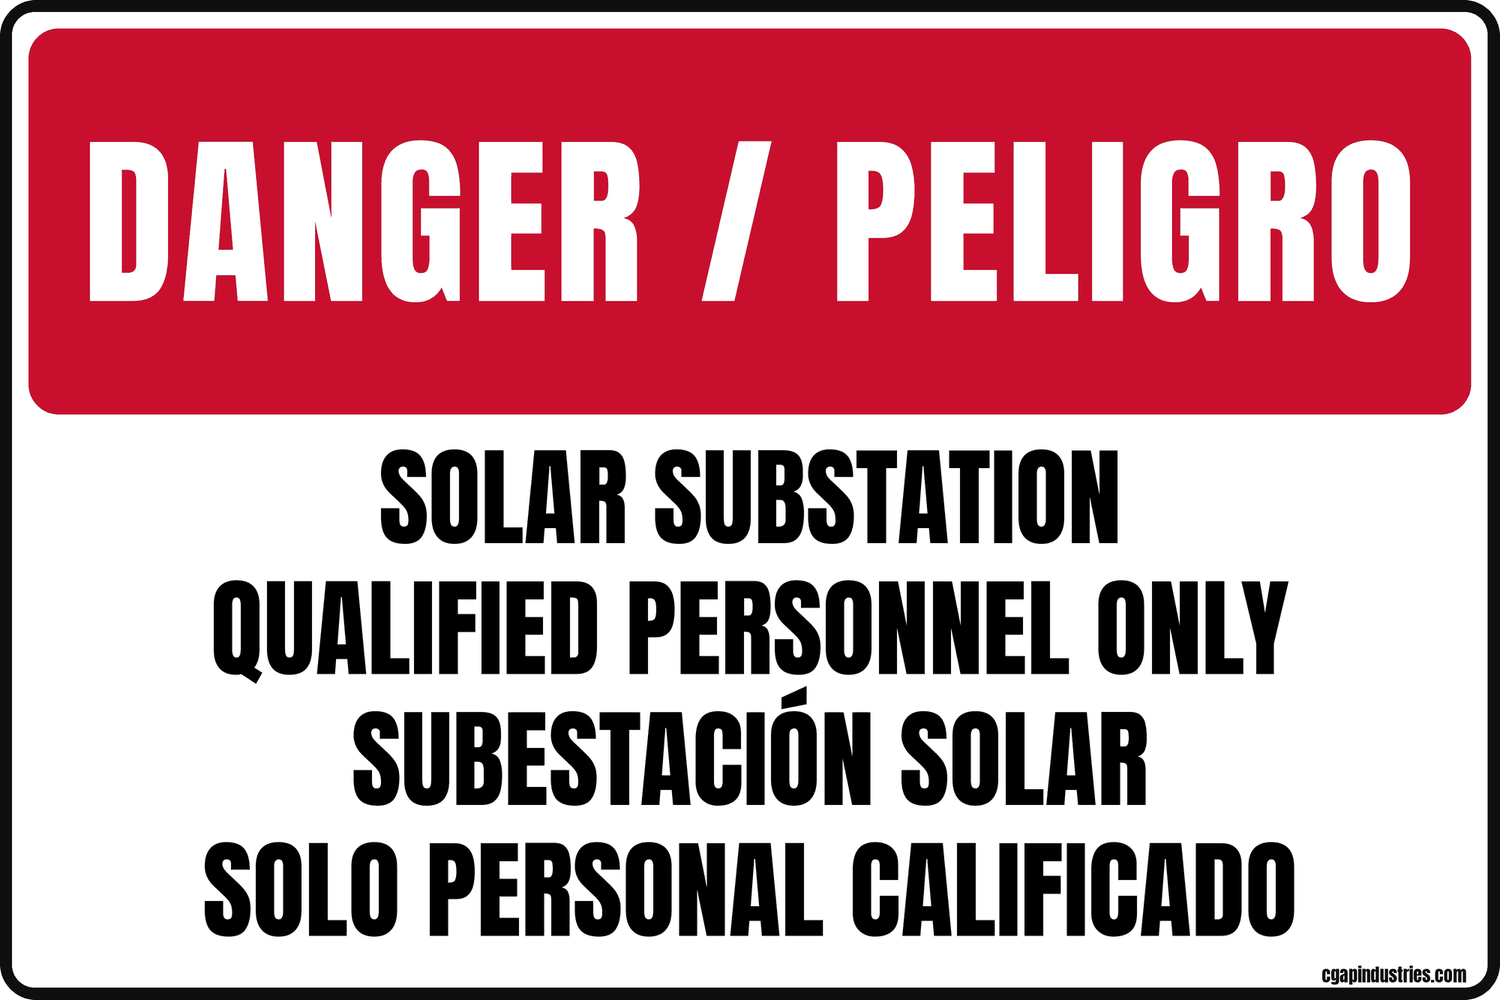 DANGER / PELIGRO
SOLAR SUBSTATION
QUALIFIED PERSONNEL ONLY
SUBESTACIÓN SOLAR
SOLO PERSONAL CALIFICADO
cgapindustries.com